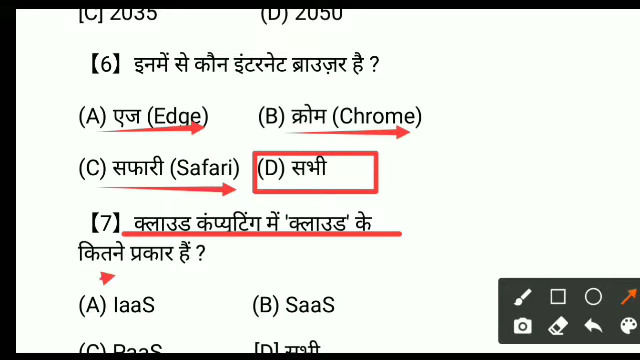 [C] 2035 (D) 2050
【6】 इनमें से कौन इंटरनेट ब्राउज़र है ?
(A) एज (Edge) (B) क्रोम (Chrome)
(C) सफारी (Safari) (D) सभी
【7】 क्लाउड कंप्यूटिंग में 'क्लाउड' के
कितने प्रकार हैं ?
(A) IaaS (B) SaaS
(C) PaaS [D] सभी